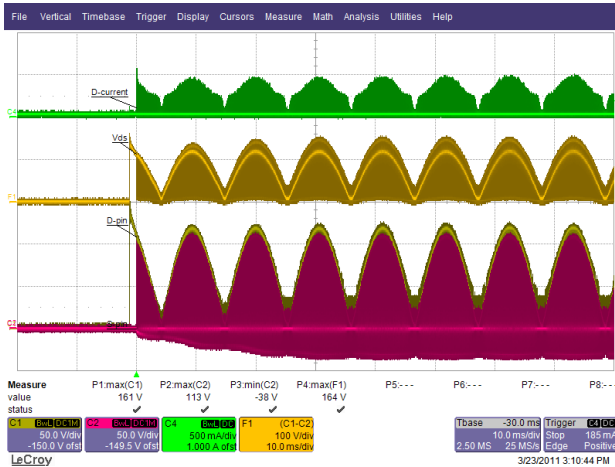 File Vertical Timebase Trigger Display Cursors Measure Math Analysis Utilities Help
D-current
C4
Vds
F1
D-pin
S-pin
C2
Measure P1:max(C1) P2:max(C2) P3:min(C2) P4:max(F1) P5:--- P6:--- P7:--- P8:---
value 161 V 113 V -38 V 164 V
status
C1 BwL DC1M C2 BwL DC1M C4 BwL DC F1 (C1-C2) Tbase -30.0 ms Trigger C4 DC
50.0 V/div 50.0 V/div 500 mA/div 100 V/div 10.0 ms/div Stop 185 mA
-150.0 V ofst -149.5 V ofst 1.000 A ofst 10.0 ms/div 2.50 MS 25 MS/s Edge Positive
LeCroy 3/23/2011 3:10:44 PM